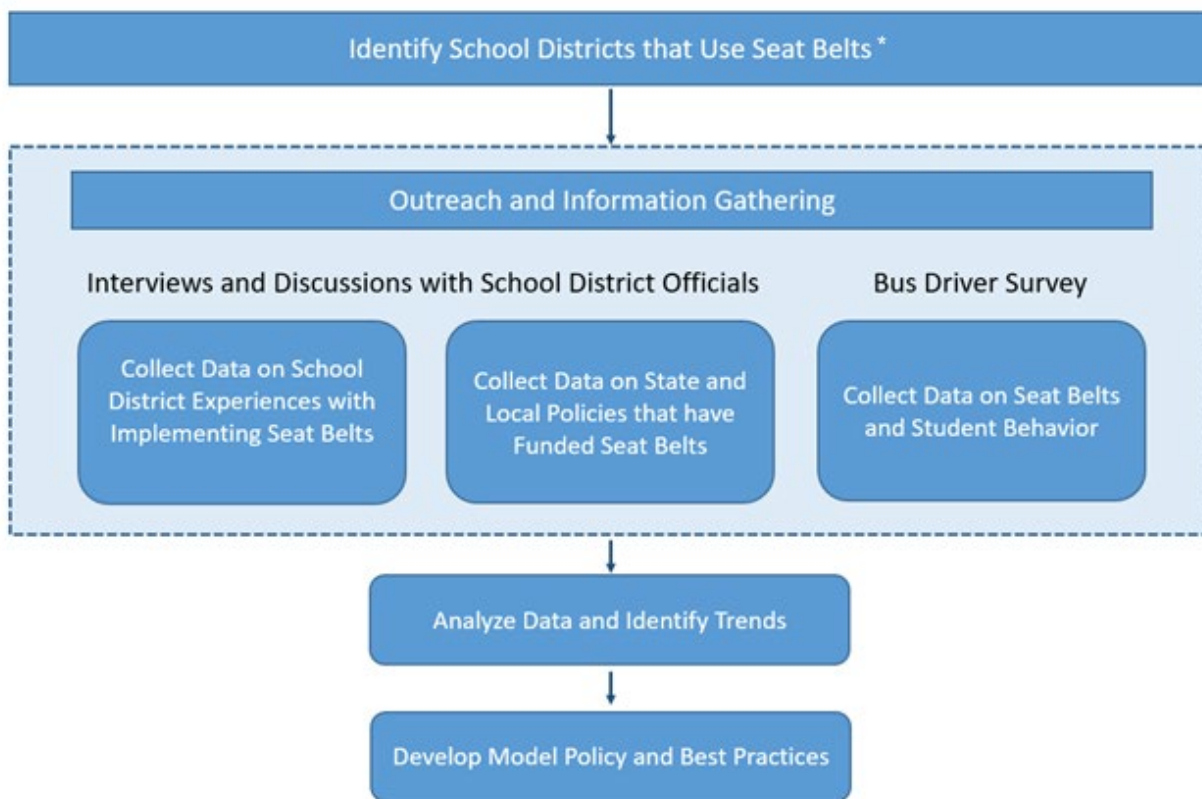 Identify School Districts that Use Seat Belts *
Outreach and Information Gathering
Interviews and Discussions with School District Officials
Bus Driver Survey
Collect Data on School
District Experiences with
Implementing Seat Belts
Collect Data on State and
Local Policies that have
Funded Seat Belts
Collect Data on Seat Belts
and Student Behavior
Analyze Data and Identify Trends
Develop Model Policy and Best Practices